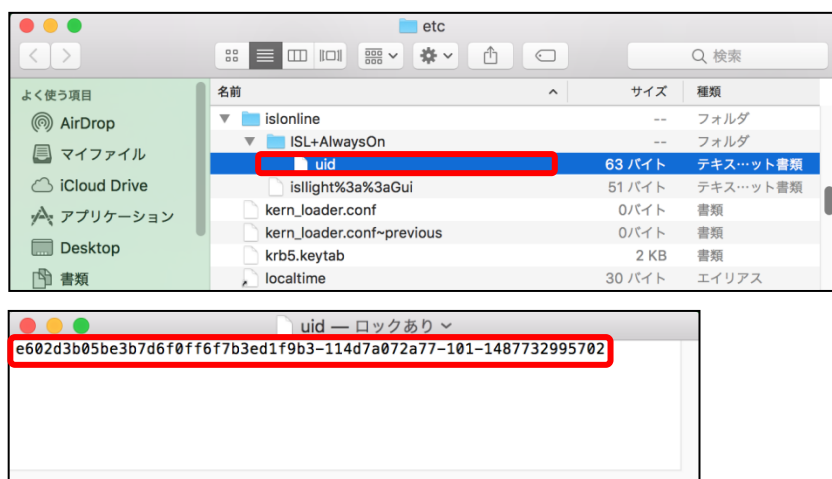 etc
検索
よく使う項目
名前
サイズ
種類
AirDrop
マイファイル
iCloud Drive
アプリケーション
Desktop
書類
islonline
--
フォルダ
ISL+AlwaysOn
--
フォルダ
uid
63 バイト
テキス…ット書類
isllight%3a%3aGui
51 バイト
テキス…ット書類
kern_loader.conf
0バイト
書類
kern_loader.conf~previous
0バイト
書類
krb5.keytab
2 KB
書類
localtime
30 バイト
エイリアス
uid — ロックあり
e602d3b05be3b7d6f0ff6f7b3ed1f9b3-114d7a072a77-101-1487732995702